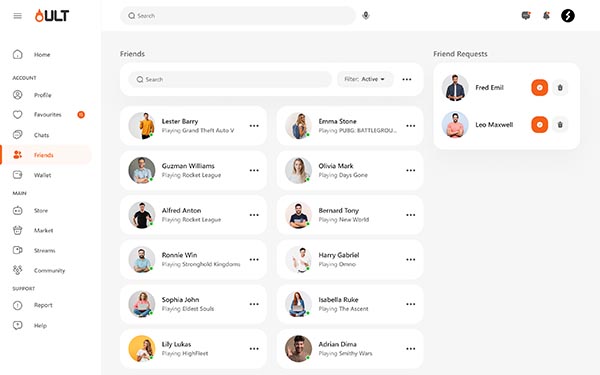 ULT
Search
Home
ACCOUNT
Profile
Favourites
Chats
Friends
Wallet
MAIN
Store
Market
Streams
Community
SUPPORT
Report
Help
Friends
Search
Filter: Active
Lester Barry
Playing Grand Theft Auto V
Emma Stone
Playing PUBG. BATTLEGROU...
Guzman Williams
Playing Rocket League
Olivia Mark
Playing Days Gone
Alfred Anton
Playing Rocket League
Bernard Tony
Playing New World
Ronnie Win
Playing Stronghold Kingdoms
Harry Gabriel
Playing Omno
Sophia John
Playing Eldest Souls
Isabella Ruke
Playing The Ascent
Lily Lukas
Playing HighFleet
Adrian Dima
Playing Smithy Wars
Friend Requests
Fred Emil
Leo Maxwell